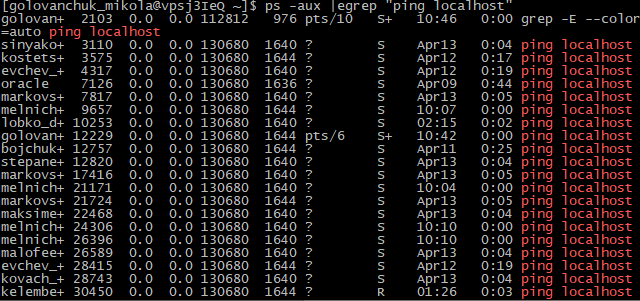 [golovanchuk_mikola@vpsj3IeQ ~]$ ps -aux |egrep "ping localhost"
golovan+ 2103 0.0 0.0 112812 976 pts/10 S+ 10:46 0:00 grep -E --color
=auto ping localhost
sinyako+ 3110 0.0 0.0 130680 1640 ? S Apr13 0:04 ping localhost
kostets+ 3575 0.0 0.0 130680 1644 ? S Apr12 0:17 ping localhost
evchev_+ 4317 0.0 0.0 130680 1640 ? S Apr12 0:19 ping localhost
oracle 7126 0.0 0.0 130680 1636 ? S Apr09 0:44 ping localhost
markovs+ 7817 0.0 0.0 130680 1640 ? S Apr13 0:05 ping localhost
melnich+ 9657 0.0 0.0 130680 1644 ? S 10:07 0:00 ping localhost
lobko_d+ 10253 0.0 0.0 130680 1640 ? S 02:15 0:02 ping localhost
golovan+ 12229 0.0 0.0 130680 1644 pts/6 S+ 10:42 0:00 ping localhost
bojchuk+ 12757 0.0 0.0 130680 1644 ? S Apr11 0:25 ping localhost
stepane+ 12820 0.0 0.0 130680 1640 ? S Apr13 0:04 ping localhost
markovs+ 17416 0.0 0.0 130680 1640 ? S Apr13 0:05 ping localhost
melnich+ 21171 0.0 0.0 130680 1640 ? S 10:04 0:00 ping localhost
markovs+ 21724 0.0 0.0 130680 1644 ? S Apr13 0:05 ping localhost
maksime+ 22468 0.0 0.0 130680 1644 ? S Apr13 0:04 ping localhost
melnich+ 24306 0.0 0.0 130680 1640 ? S 10:10 0:00 ping localhost
melnich+ 26396 0.0 0.0 130680 1640 ? S 10:10 0:00 ping localhost
malofee+ 26589 0.0 0.0 130680 1644 ? S Apr13 0:04 ping localhost
evchev_+ 28415 0.0 0.0 130680 1644 ? S Apr12 0:19 ping localhost
kovach_+ 28743 0.0 0.0 130680 1640 ? S Apr13 0:04 ping localhost
kelembe+ 30450 0.0 0.0 130680 1644 ? R 01:26 0:03 ping localhost